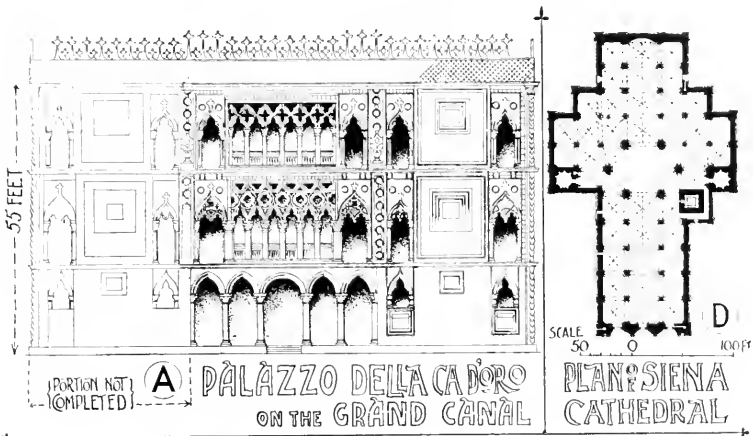 55 FEET
{PORTION NOT COMPLETED}
A
PALAZZO DELLA CA D'ORO
ON THE GRAND CANAL
D
SCALE
50 0 100 FT
PLAN OF SIENA
CATHEDRAL